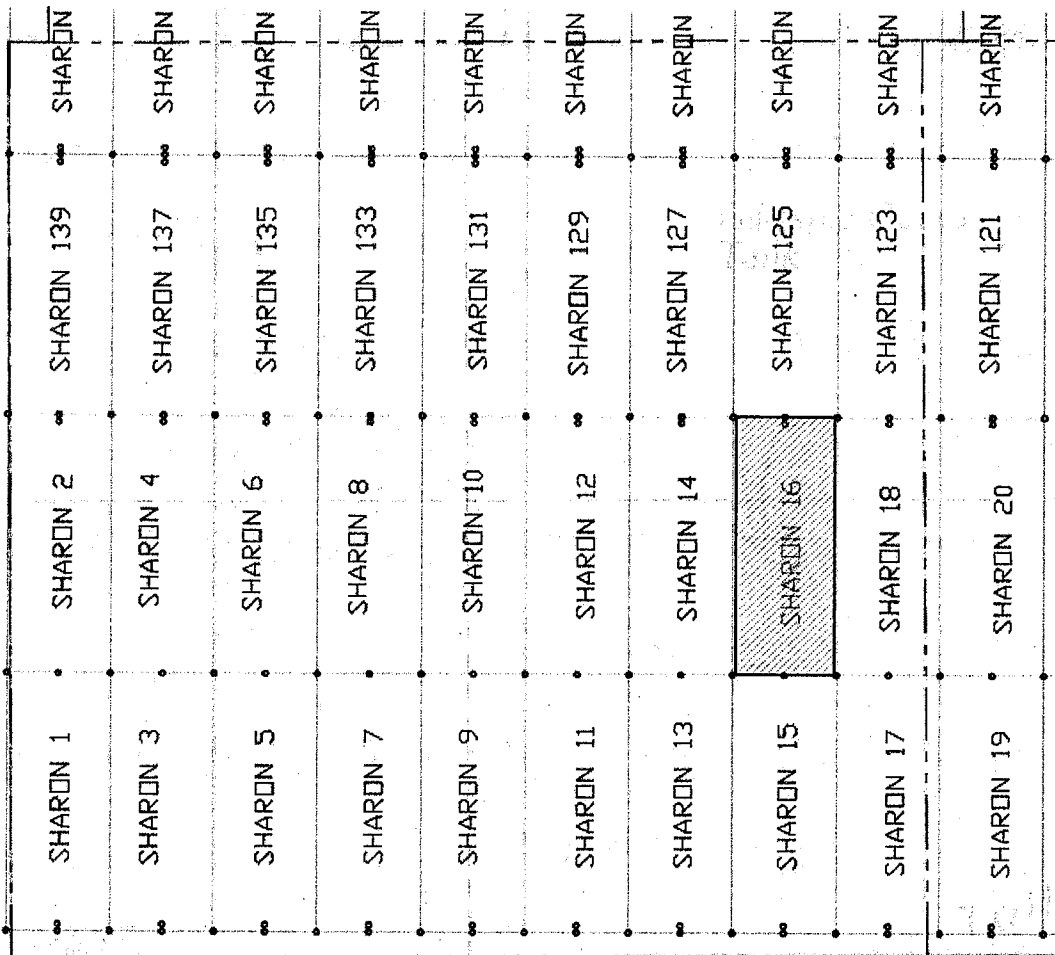 SHARON
SHARON
SHARON
SHARON
SHARON
SHARON
SHARON
SHARON
SHARON
SHARON
SHARON 139
SHARON 137
SHARON 135
SHARON 133
SHARON 131
SHARON 129
SHARON 127
SHARON 125
SHARON 123
SHARON 121
SHARON 2
SHARON 4
SHARON 6
SHARON 8
SHARON 10
SHARON 12
SHARON 14
SHARON 16
SHARON 18
SHARON 20
SHARON 1
SHARON 3
SHARON 5
SHARON 7
SHARON 9
SHARON 11
SHARON 13
SHARON 15
SHARON 17
SHARON 19